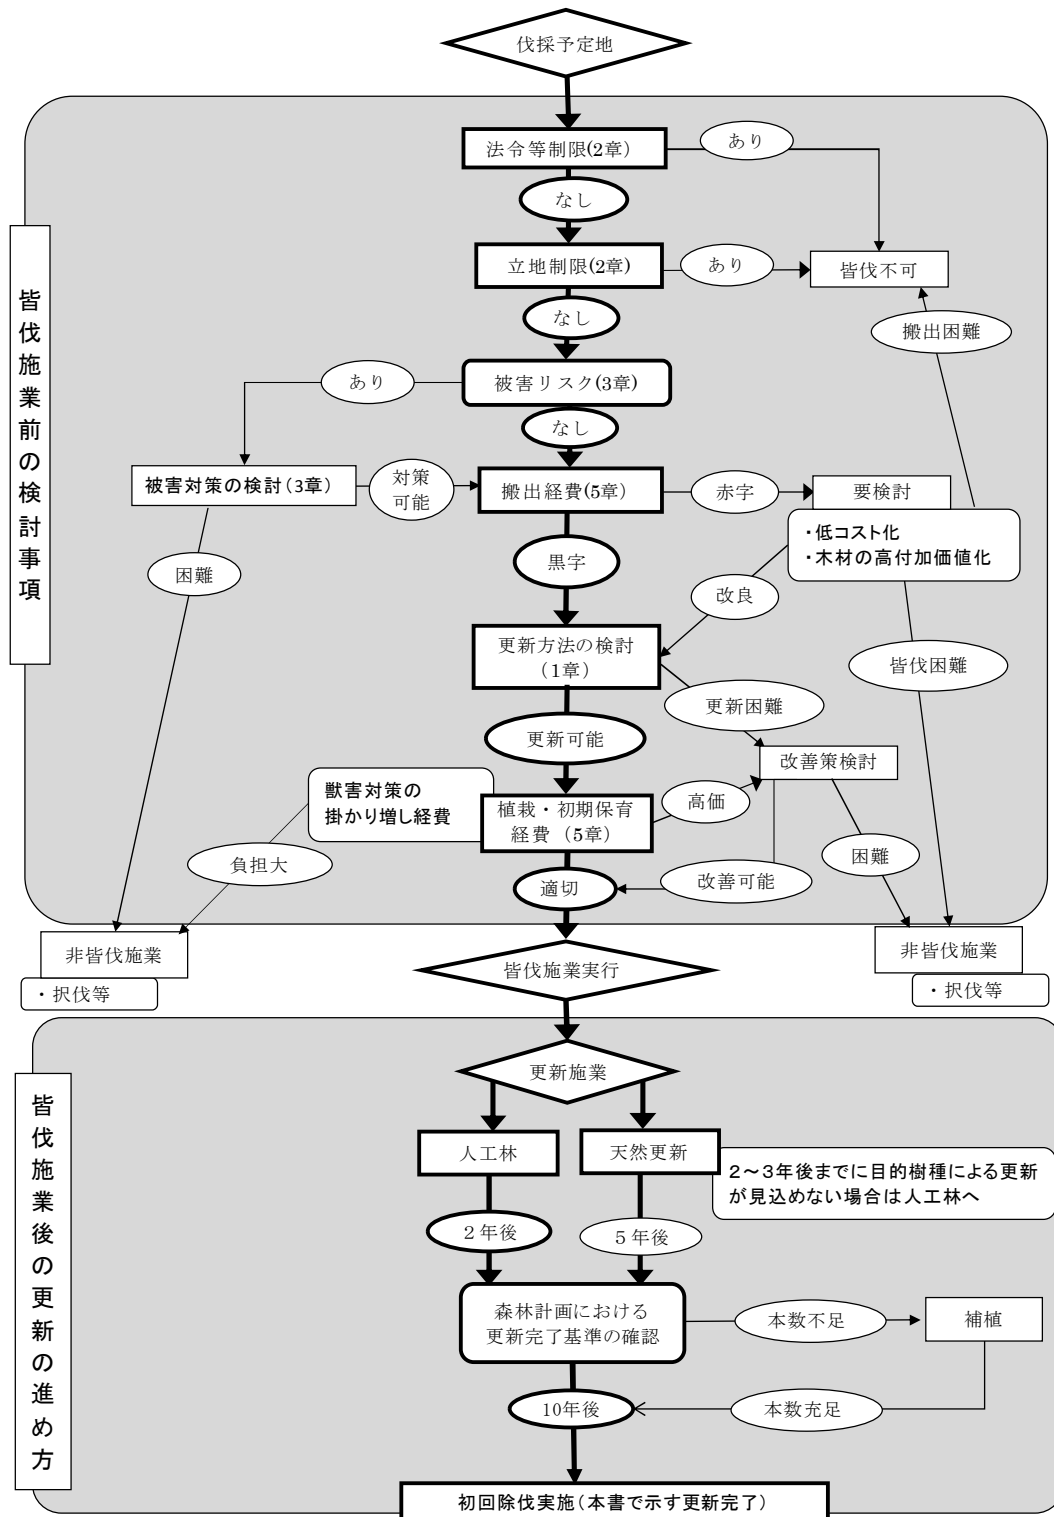 伐採予定地
皆伐施業前の検討事項
法令等制限(2章)
あり
なし
立地制限(2章)
あり
皆伐不可
なし
搬出困難
あり
被害リスク(3章)
なし
被害対策の検討(3章)
対策
可能
搬出経費(5章)
赤字
要検討
・低コスト化
・木材の高付加価値化
黒字
困難
改良
更新方法の検討
(1章)
皆伐困難
更新困難
更新可能
改善策検討
獣害対策の
掛かり増し経費
植栽・初期保育
経費 (5章)
高価
負担大
困難
適切
改善可能
非皆伐施業
・択伐等
皆伐施業実行
非皆伐施業
・択伐等
皆伐施業後の更新の進め方
更新施業
人工林
天然更新
2～3年後までに目的樹種による更新
が見込めない場合は人工林へ
2年後
5年後
森林計画における
更新完了基準の確認
本数不足
補植
10年後
本数充足
初回除伐実施(本書で示す更新完了)